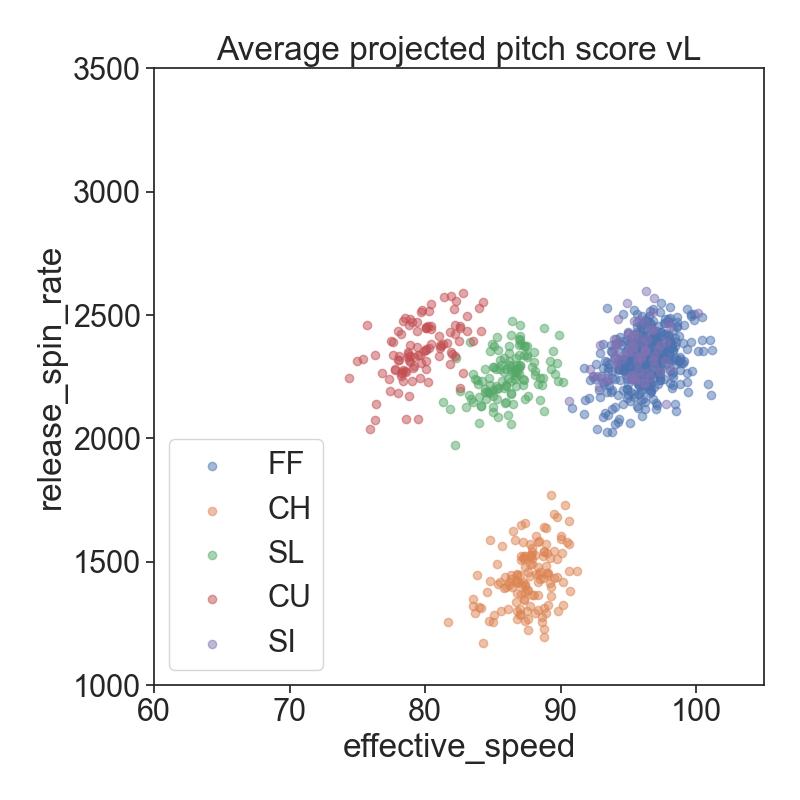 Average projected pitch score vL
3500
3000
2500
2000
1500
1000
release_spin_rate
FF
CH
SL
CU
SI
60
70
80
90
100
effective_speed